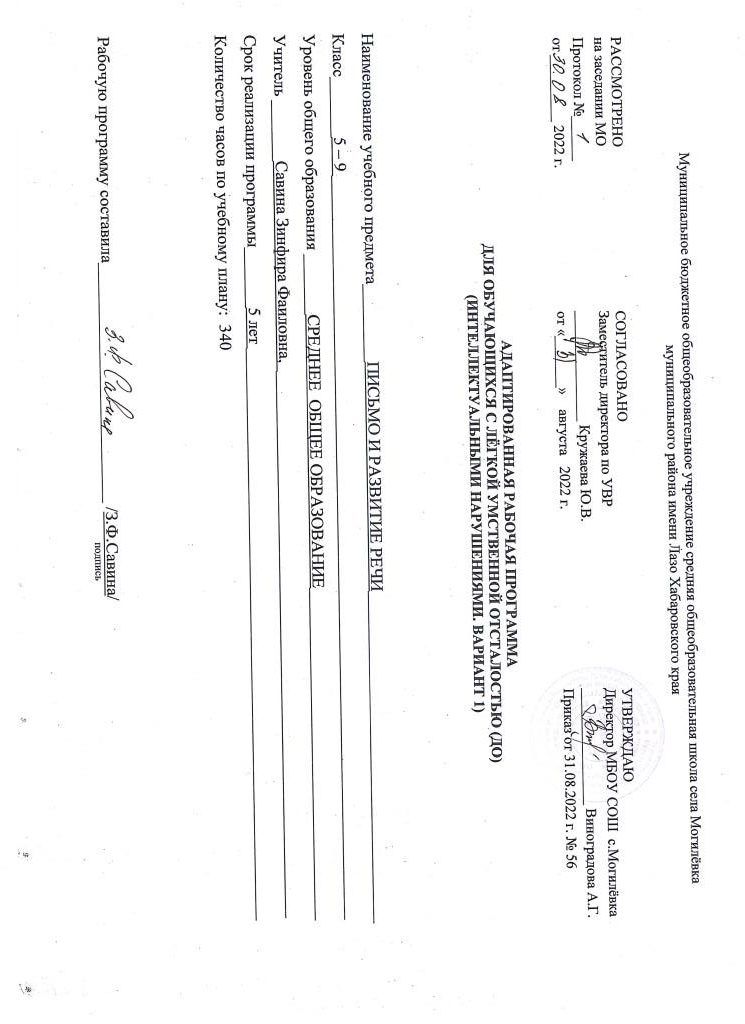 Муниципальное бюджетное общеобразовательное учреждение средняя общеобразовательная школа села Могилёвка
муниципального района имени Лазо Хабаровского края
РАССМОТРЕНО
на заседании МО
Протокол № 1
от 30.08 2022 г.
СОГЛАСОВАНО
Заместитель директора по УВР
Кружаева Ю.В.
от « 31 » августа 2022 г.
УТВЕРЖДАЮ
Директор МБОУ СОШ с.Могилёвка
Виноградова А.Г.
Приказ от 31.08.2022 г. № 56
АДАПТИРОВАННАЯ РАБОЧАЯ ПРОГРАММА
ДЛЯ ОБУЧАЮЩИХСЯ С ЛЁГКОЙ УМСТВЕННОЙ ОТСТАЛОСТЬЮ (ДО)
(ИНТЕЛЛЕКТУАЛЬНЫМИ НАРУШЕНИЯМИ. ВАРИАНТ 1)
Наименование учебного предмета ПИСЬМО И РАЗВИТИЕ РЕЧИ
Класс 5 – 9
Уровень общего образования СРЕДНЕЕ ОБЩЕЕ ОБРАЗОВАНИЕ
Учитель Савина Зинфира Фаиловна,
Срок реализации программы 5 лет
Количество часов по учебному плану: 340
Рабочую программу составила З.Ф. Савина /З.Ф.Савина/
подпись